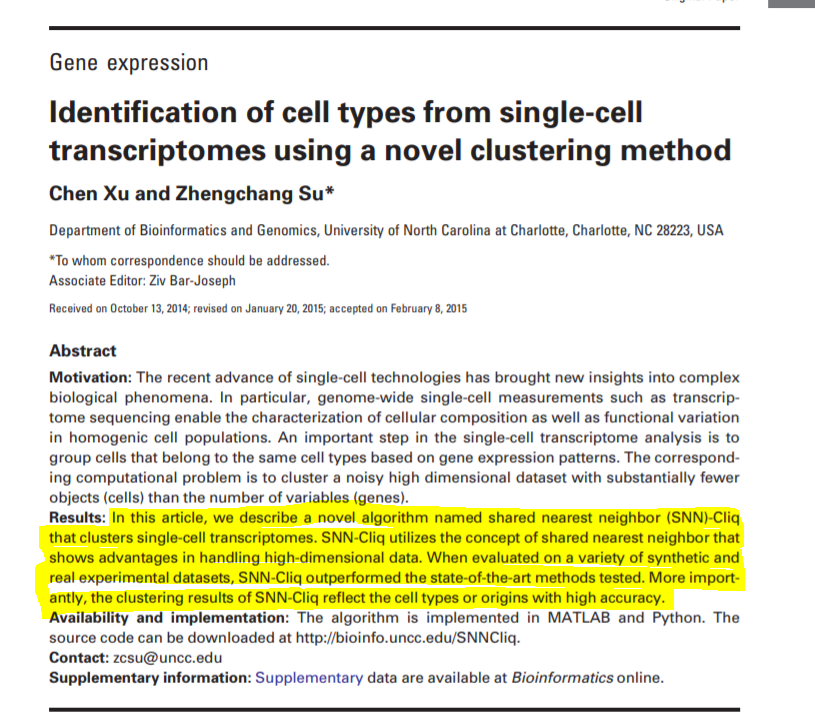 Gene expression
Identification of cell types from single-cell
transcriptomes using a novel clustering method
Chen Xu and Zhengchang Su*
Department of Bioinformatics and Genomics, University of North Carolina at Charlotte, Charlotte, NC 28223, USA
*To whom correspondence should be addressed.
Associate Editor: Ziv Bar-Joseph
Received on October 13, 2014; revised on January 20, 2015; accepted on February 8, 2015
Abstract
Motivation: The recent advance of single-cell technologies has brought new insights into complex
biological phenomena. In particular, genome-wide single-cell measurements such as transcrip-
tome sequencing enable the characterization of cellular composition as well as functional variation
in homogenic cell populations. An important step in the single-cell transcriptome analysis is to
group cells that belong to the same cell types based on gene expression patterns. The correspond-
ing computational problem is to cluster a noisy high dimensional dataset with substantially fewer
objects (cells) than the number of variables (genes).
Results: In this article, we describe a novel algorithm named shared nearest neighbor (SNN)-Cliq
that clusters single-cell transcriptomes. SNN-Cliq utilizes the concept of shared nearest neighbor that
shows advantages in handling high-dimensional data. When evaluated on a variety of synthetic and
real experimental datasets, SNN-Cliq outperformed the state-of-the-art methods tested. More import-
antly, the clustering results of SNN-Cliq reflect the cell types or origins with high accuracy.
Availability and implementation: The algorithm is implemented in MATLAB and Python. The
source code can be downloaded at http://bioinfo.uncc.edu/SNNCliq.
Contact: zcsu@uncc.edu
Supplementary information: Supplementary data are available at Bioinformatics online.